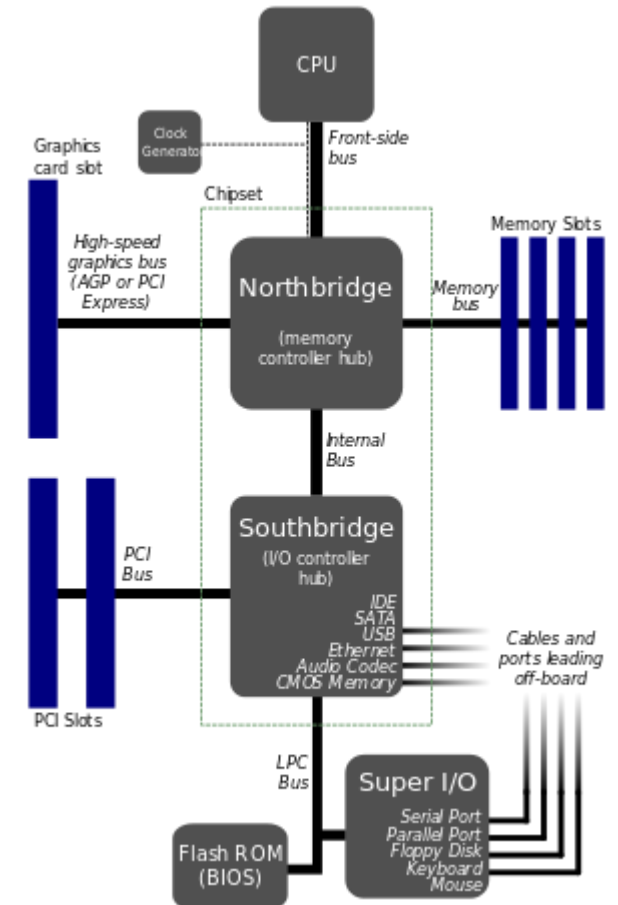 CPU
Clock
Generator
Front-side
bus
Graphics
card slot
Chipset
High-speed
graphics bus
(AGP or PCI
Express)
Northbridge
(memory
controller hub)
Memory
bus
Memory Slots
Internal
Bus
Southbridge
(I/O controller
hub)
IDE
SATA
USB
Ethernet
Audio Codec
CMOS Memory
PCI
Bus
PCI Slots
Cables and
ports leading
off-board
LPC
Bus
Super I/O
Serial Port
Parallel Port
Floppy Disk
Keyboard
Mouse
Flash ROM
(BIOS)